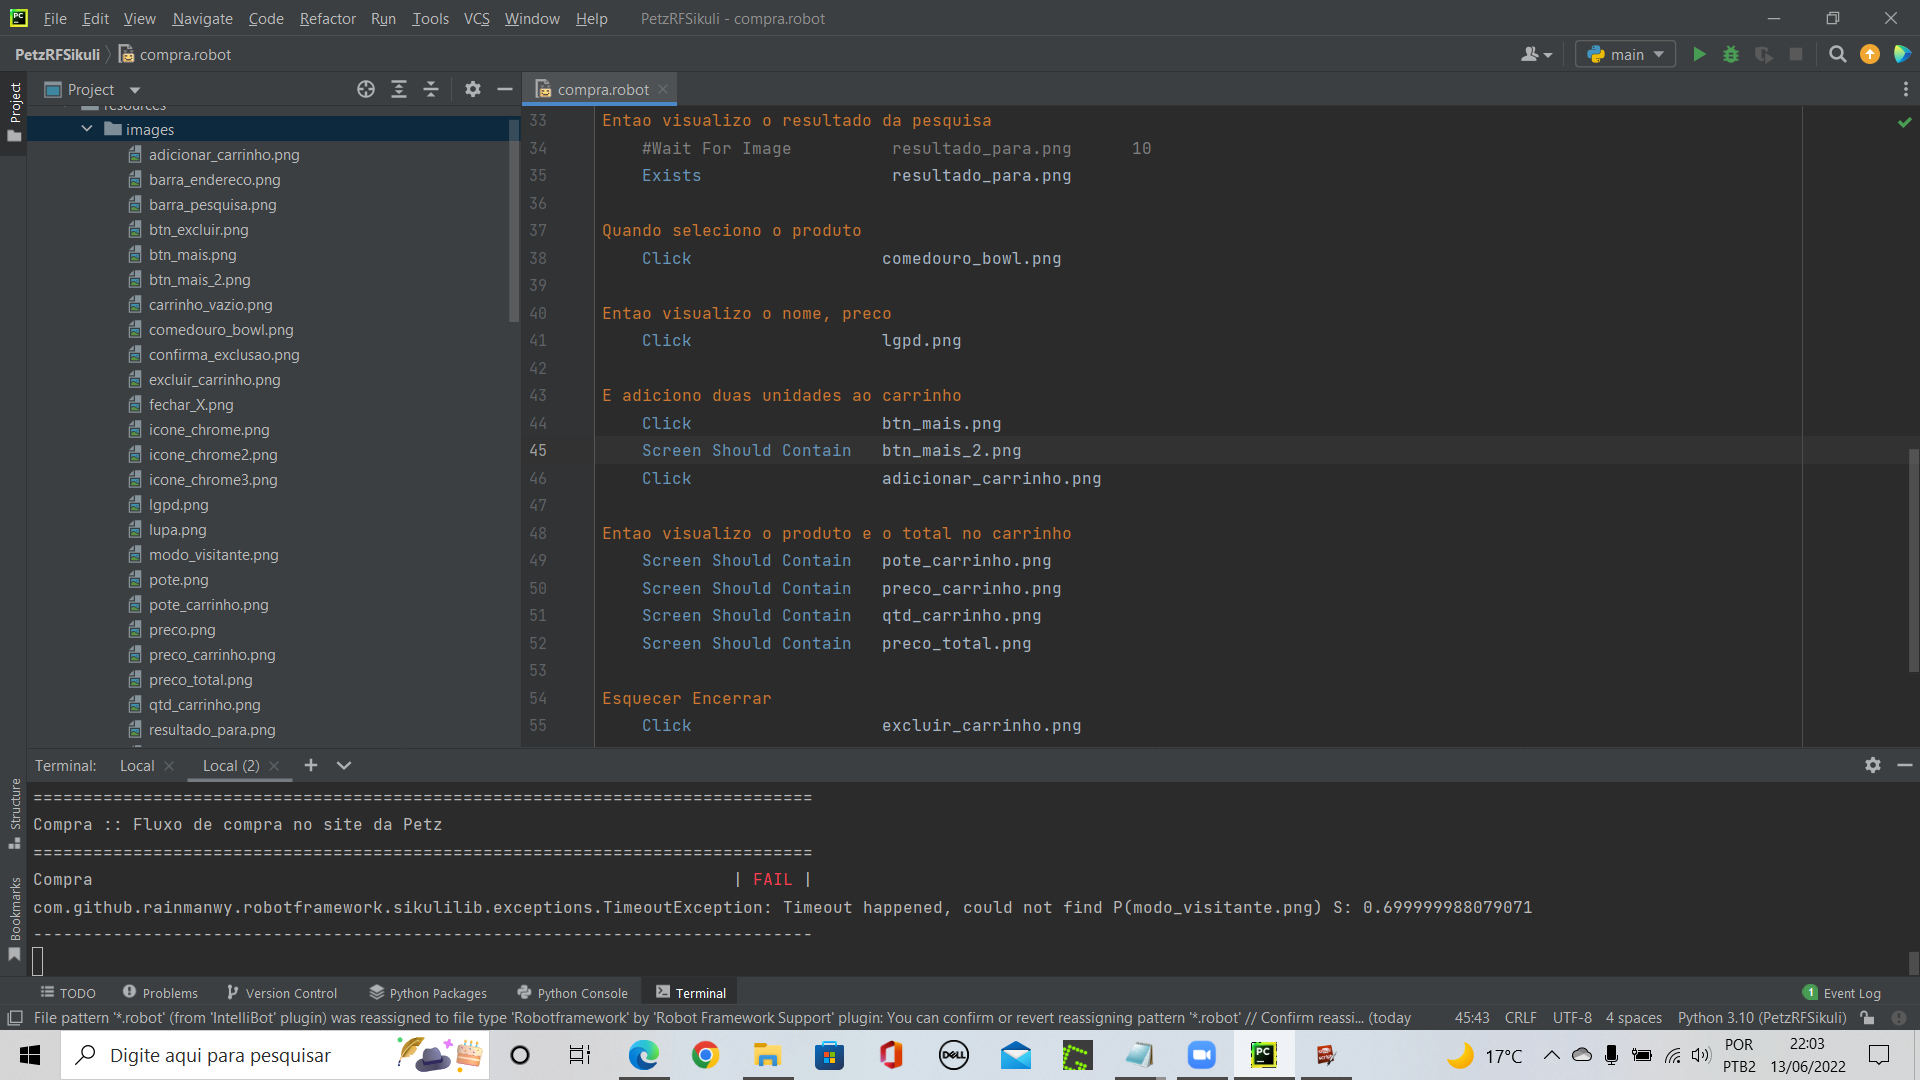 File Edit View Navigate Code Refactor Run Tools VCS Window Help PetzRFSikuli - compra.robot
PetzRFSikuli compra.robot main
Project
Project
resources
images
adicionar_carrinho.png
barra_endereco.png
barra_pesquisa.png
btn_excluir.png
btn_mais.png
btn_mais_2.png
carrinho_vazio.png
comedouro_bowl.png
confirma_exclusao.png
excluir_carrinho.png
fechar_X.png
icone_chrome.png
icone_chrome2.png
icone_chrome3.png
lgpd.png
lupa.png
modo_visitante.png
pote.png
pote_carrinho.png
preco.png
preco_carrinho.png
preco_total.png
qtd_carrinho.png
resultado_para.png
compra.robot
33 Entao visualizo o resultado da pesquisa
34 #Wait For Image resultado_para.png 10
35 Exists resultado_para.png
36
37 Quando seleciono o produto
38 Click comedouro_bowl.png
39
40 Entao visualizo o nome, preco
41 Click lgpd.png
42
43 E adiciono duas unidades ao carrinho
44 Click btn_mais.png
45 Screen Should Contain btn_mais_2.png
46 Click adicionar_carrinho.png
47
48 Entao visualizo o produto e o total no carrinho
49 Screen Should Contain pote_carrinho.png
50 Screen Should Contain preco_carrinho.png
51 Screen Should Contain qtd_carrinho.png
52 Screen Should Contain preco_total.png
53
54 Esquecer Encerrar
55 Click excluir_carrinho.png
Structure
Bookmarks
Terminal: Local Local (2)
==============================================================================
Compra :: Fluxo de compra no site da Petz
==============================================================================
Compra | FAIL |
com.github.rainmanwy.robotframework.sikulilib.exceptions.TimeoutException: Timeout happened, could not find P(modo_visitante.png) S: 0.699999988079071
------------------------------------------------------------------------------
TODO Problems Version Control Python Packages Python Console Terminal 1 Event Log
File pattern '*.robot' (from 'IntelliBot' plugin) was reassigned to file type 'Robotframework' by 'Robot Framework Support' plugin: You can confirm or revert reassigning pattern '*.robot' // Confirm reassi... (today 45:43 CRLF UTF-8 4 spaces Python 3.10 (PetzRFSikuli)
Digite aqui para pesquisar DELL PC 17°C POR 22:03
PTB2 13/06/2022